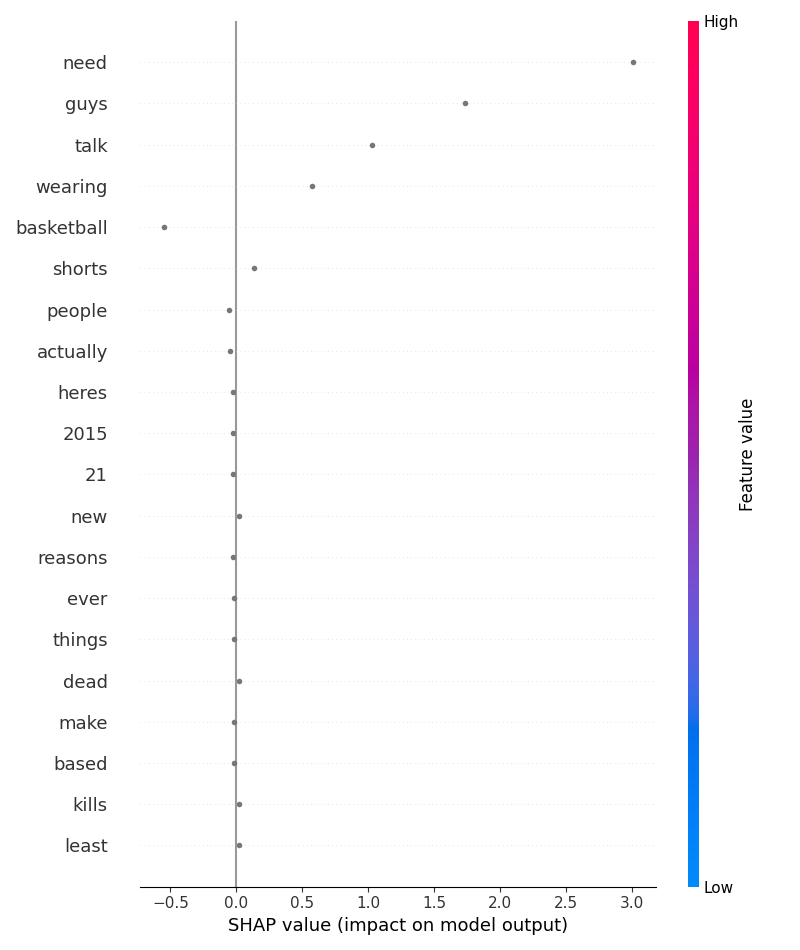 High
need
guys
talk
wearing
basketball
shorts
people
actually
heres
2015
21
new
reasons
ever
things
dead
make
based
kills
least
Feature value
Low
−0.5 0.0 0.5 1.0 1.5 2.0 2.5 3.0
SHAP value (impact on model output)